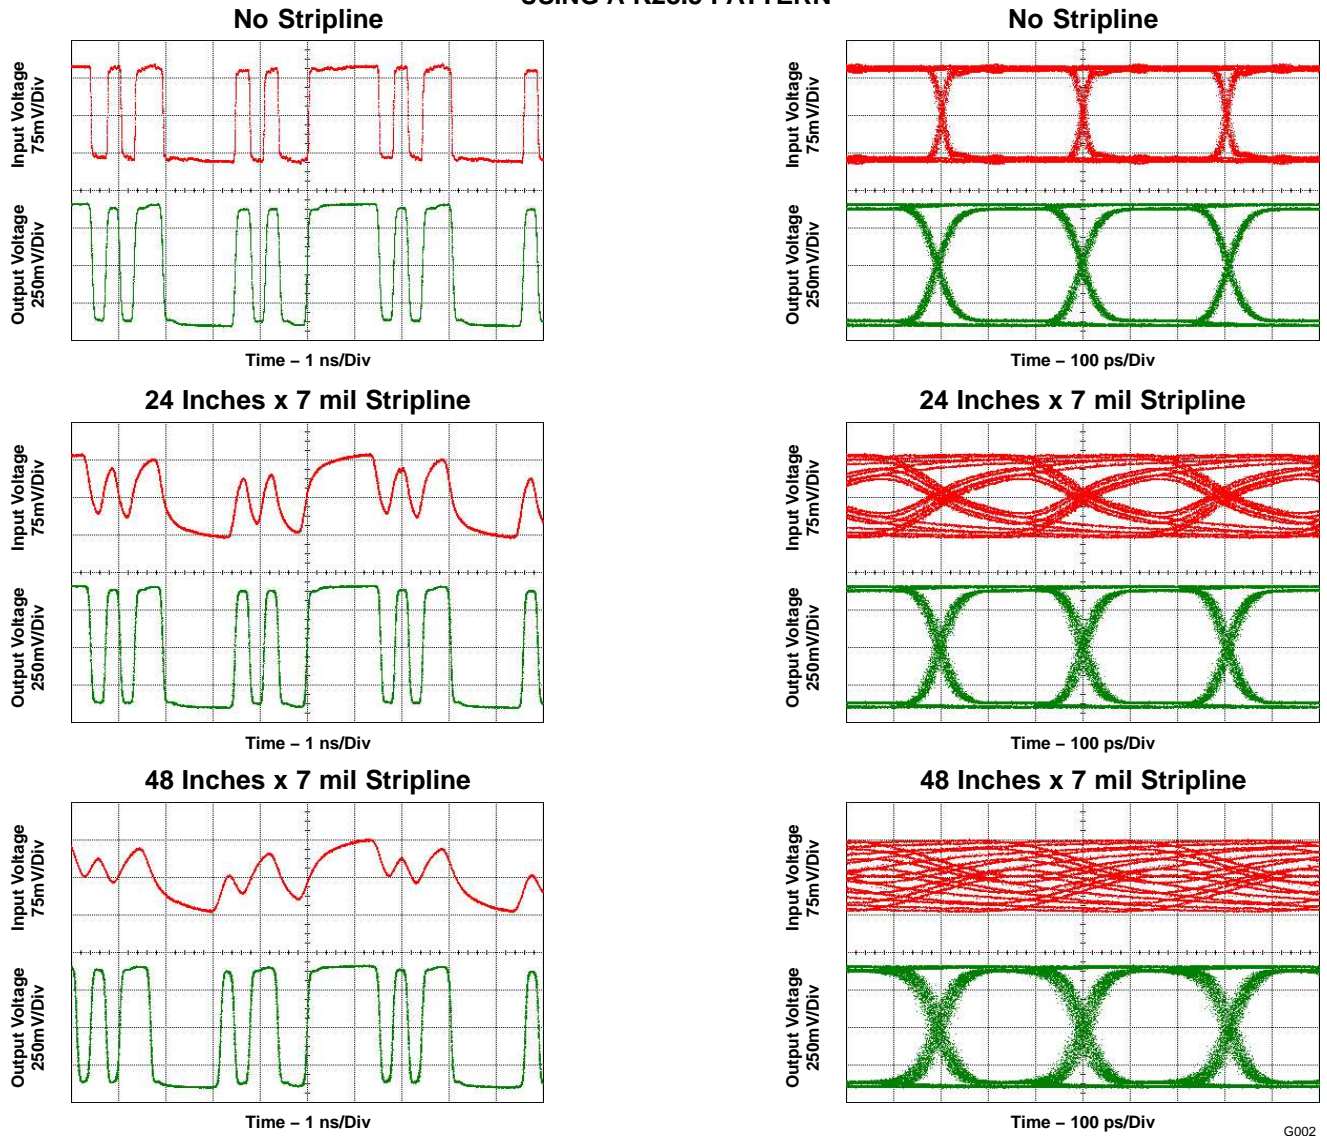 No Stripline
Input Voltage
75mV/Div
Output Voltage
250mV/Div
Time – 1 ns/Div
No Stripline
Input Voltage
75mV/Div
Output Voltage
250mV/Div
Time – 100 ps/Div
24 Inches x 7 mil Stripline
Input Voltage
75mV/Div
Output Voltage
250mV/Div
Time – 1 ns/Div
24 Inches x 7 mil Stripline
Input Voltage
75mV/Div
Output Voltage
250mV/Div
Time – 100 ps/Div
48 Inches x 7 mil Stripline
Input Voltage
75mV/Div
Output Voltage
250mV/Div
Time – 1 ns/Div
48 Inches x 7 mil Stripline
Input Voltage
75mV/Div
Output Voltage
250mV/Div
Time – 100 ps/Div
G002